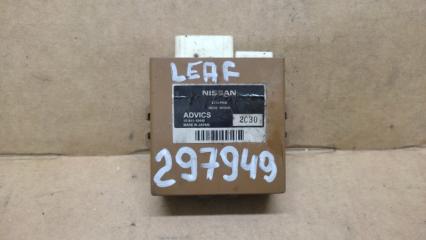 LEAF
NISSAN
ADVICS
2C30
MADE IN JAPAN
297949